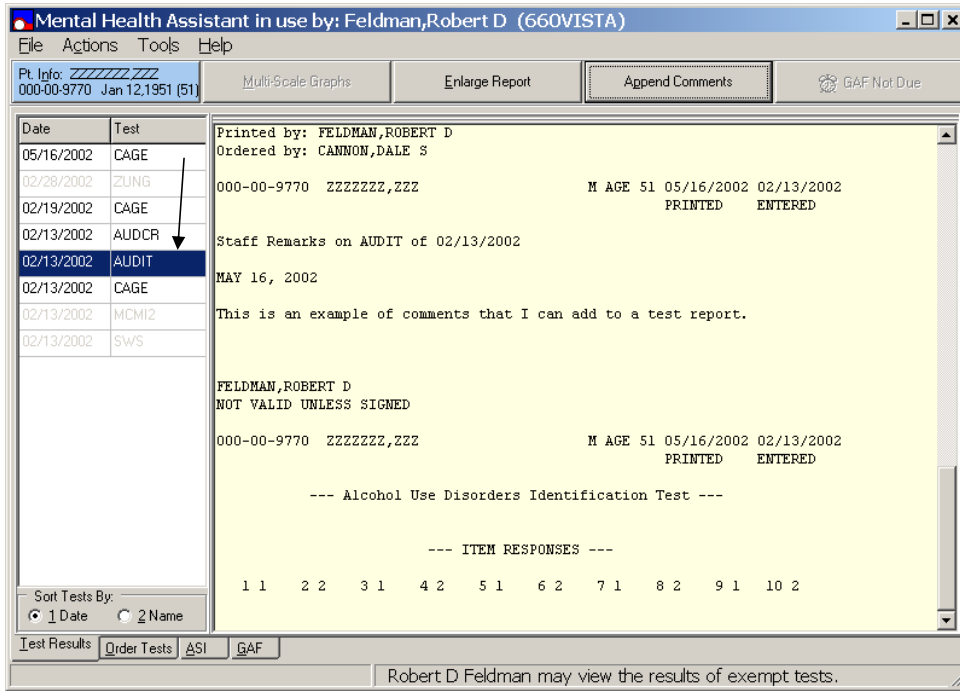 Mental Health Assistant in use by: Feldman,Robert D (660VISTA)
File Actions Tools Help
Pt. Info: ZZZZZZZ,ZZZ
000-00-9770 Jan 12,1951 (51)
Multi-Scale Graphs
Enlarge Report
Append Comments
GAF Not Due
Date Test
05/16/2002 CAGE
02/28/2002 ZUNG
02/19/2002 CAGE
02/13/2002 AUDCR
02/13/2002 AUDIT
02/13/2002 CAGE
02/13/2002 MCMI2
02/13/2002 SWS
Sort Tests By:
1 Date 2 Name
Printed by: FELDMAN,ROBERT D
Ordered by: CANNON,DALE S
000-00-9770 ZZZZZZZ,ZZZ M AGE 51 05/16/2002 02/13/2002
PRINTED ENTERED
Staff Remarks on AUDIT of 02/13/2002
MAY 16, 2002
This is an example of comments that I can add to a test report.
FELDMAN,ROBERT D
NOT VALID UNLESS SIGNED
000-00-9770 ZZZZZZZ,ZZZ M AGE 51 05/16/2002 02/13/2002
PRINTED ENTERED
--- Alcohol Use Disorders Identification Test ---
--- ITEM RESPONSES ---
1 1 2 2 3 1 4 2 5 1 6 2 7 1 8 2 9 1 10 2
Test Results Order Tests ASI GAF
Robert D Feldman may view the results of exempt tests.